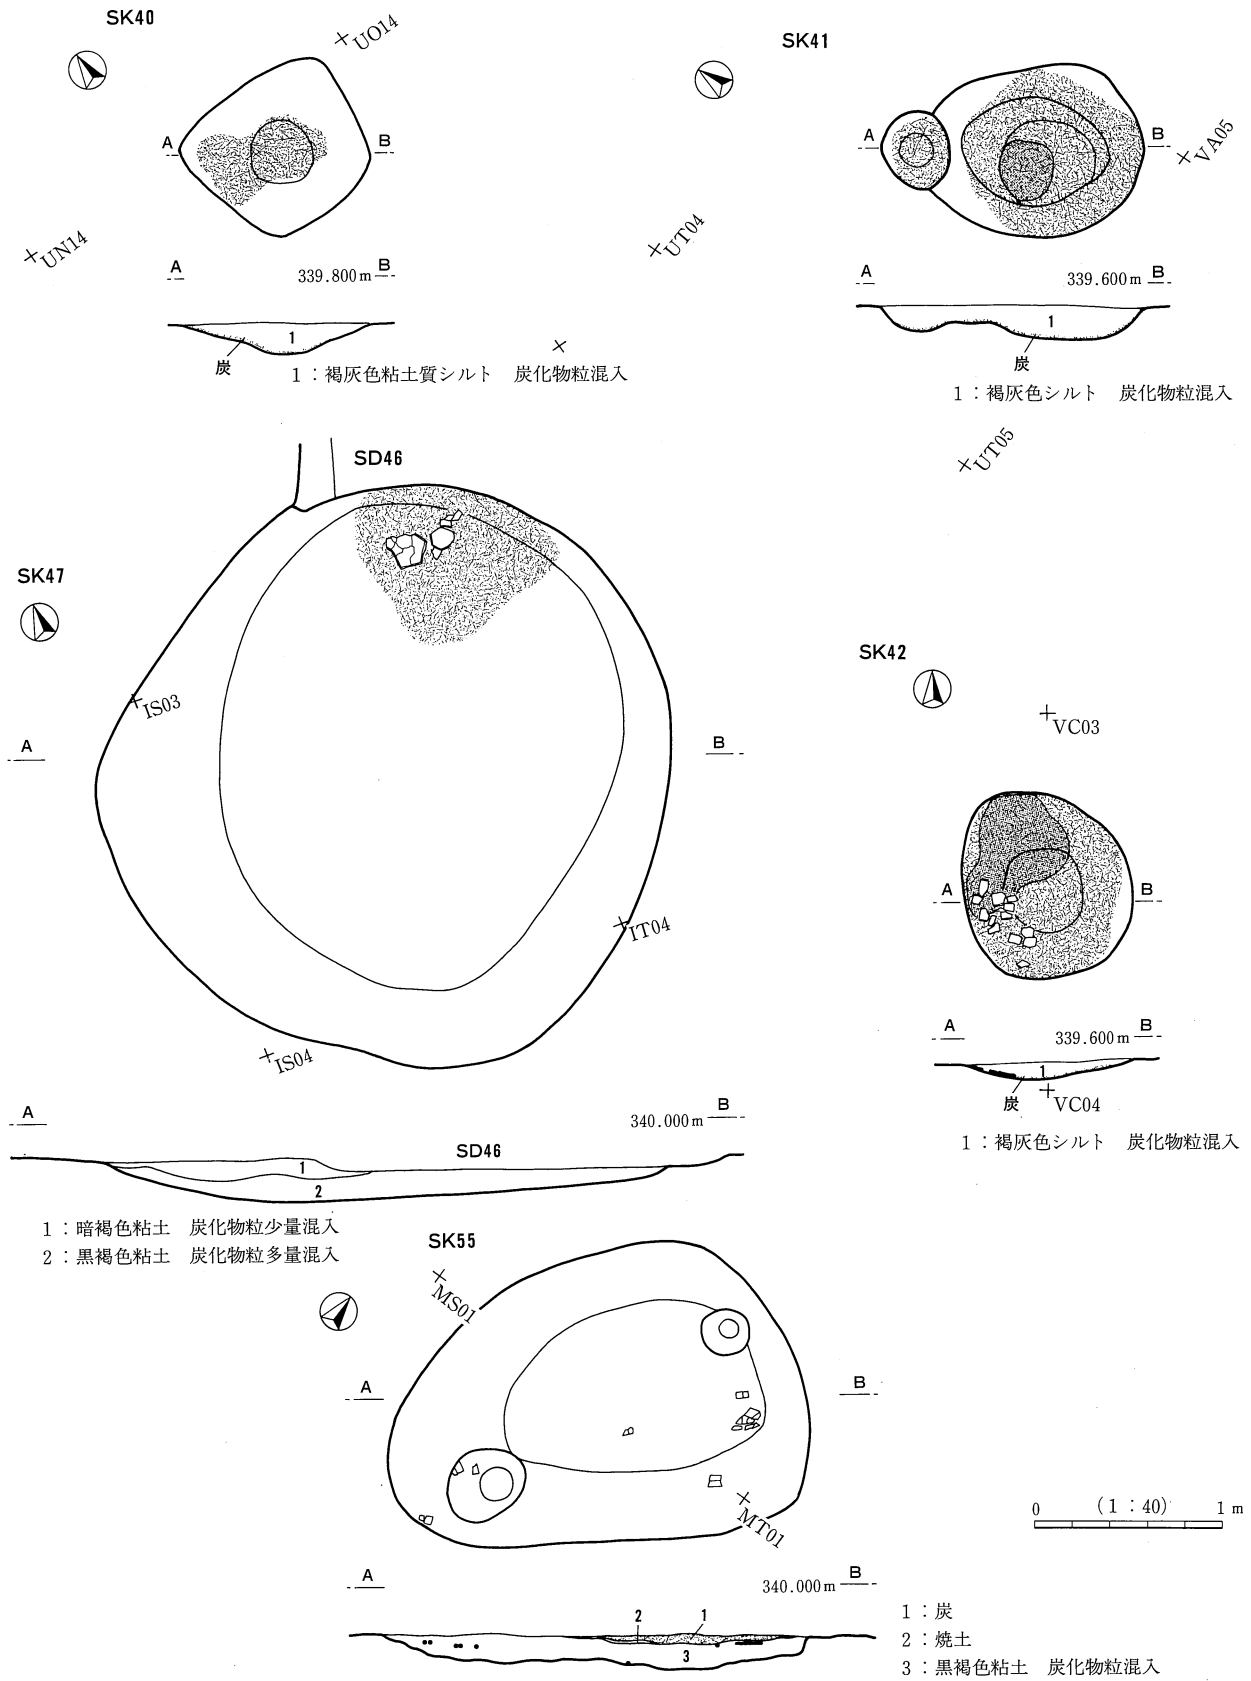 SK40
UO14
A
B
UN14
A
339.800m B
1
炭
1：褐灰色粘土質シルト　炭化物粒混入
SK41
A
B
VA05
UT04
A
339.600m B
1
炭
1：褐灰色シルト　炭化物粒混入
UT05
SD46
SK47
IS03
A
B
IT04
IS04
A
340.000m B
SD46
1
2
1：暗褐色粘土　炭化物粒少量混入
2：黒褐色粘土　炭化物粒多量混入
SK42
VC03
A
B
A
339.600m B
1
炭
VC04
1：褐灰色シルト　炭化物粒混入
SK55
MS01
A
B
MT01
A
340.000m B
2
1
3
1：炭
2：焼土
3：黒褐色粘土　炭化物粒混入
0 (1：40) 1 m